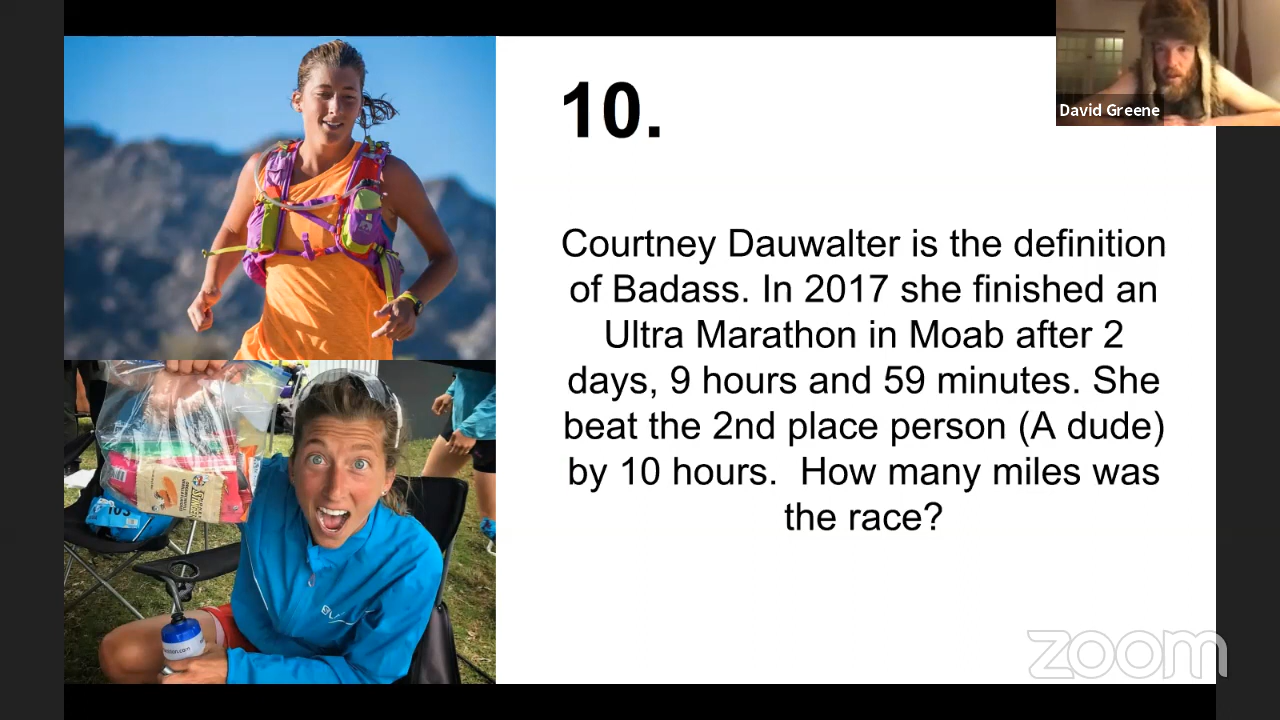 10.
David Greene
Courtney Dauwalter is the definition
of Badass. In 2017 she finished an
Ultra Marathon in Moab after 2
days, 9 hours and 59 minutes. She
beat the 2nd place person (A dude)
by 10 hours.  How many miles was
the race?
103
zoom